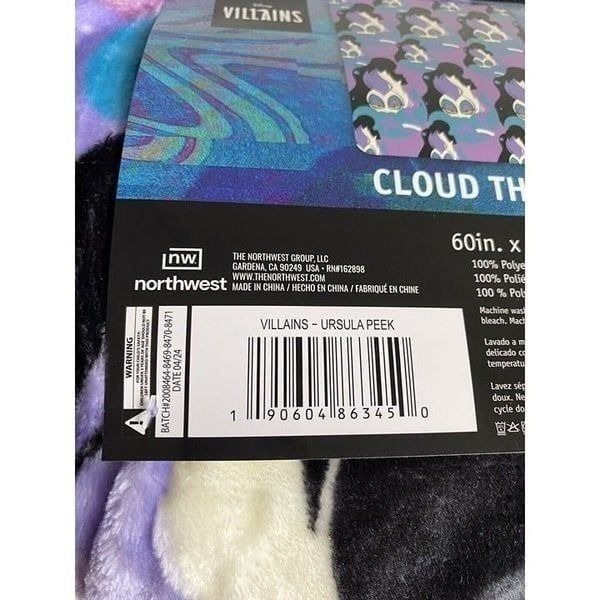 Disney
VILLAINS
CLOUD TH
60in. x
100% Polye
100% Polié
100 % Pol
nw
northwest
THE NORTHWEST GROUP, LLC
GARDENA, CA 90249 USA • RN#162898
WWW.THENORTHWEST.COM
MADE IN CHINA / HECHO EN CHINA / FABRIQUÉ EN CHINE
Machine was
bleach. Mac
Lavado a m
delicado co
temperatu
Lavez sép
doux. Ne
cycle do
WARNING
BATCH#2008464-8469-8470-8471
DATE 04/24
VILLAINS - URSULA PEEK
1 90604 86345 0